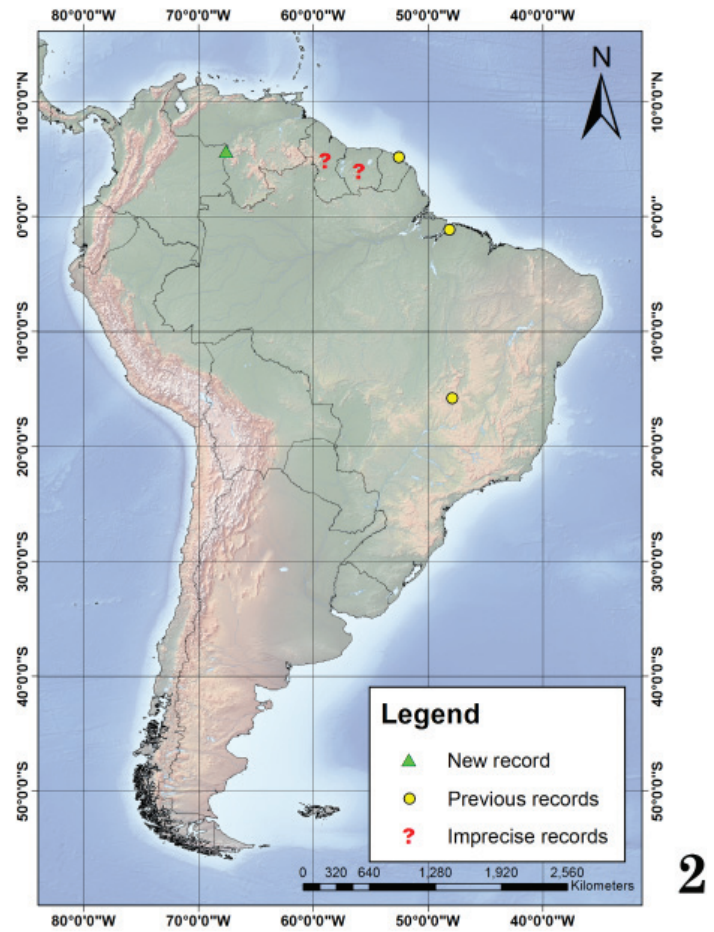 80°0'0"W 70°0'0"W 60°0'0"W 50°0'0"W 40°0'0"W
N
10°0'0"N 10°0'0"N
? ?
0°0'0" 0°0'0"
10°0'0"S 10°0'0"S
20°0'0"S 20°0'0"S
30°0'0"S 30°0'0"S
40°0'0"S 40°0'0"S
50°0'0"S 50°0'0"S
Legend
New record
Previous records
? Imprecise records
0 320 640 1,280 1,920 2,560
Kilometers
2
80°0'0"W 70°0'0"W 60°0'0"W 50°0'0"W 40°0'0"W